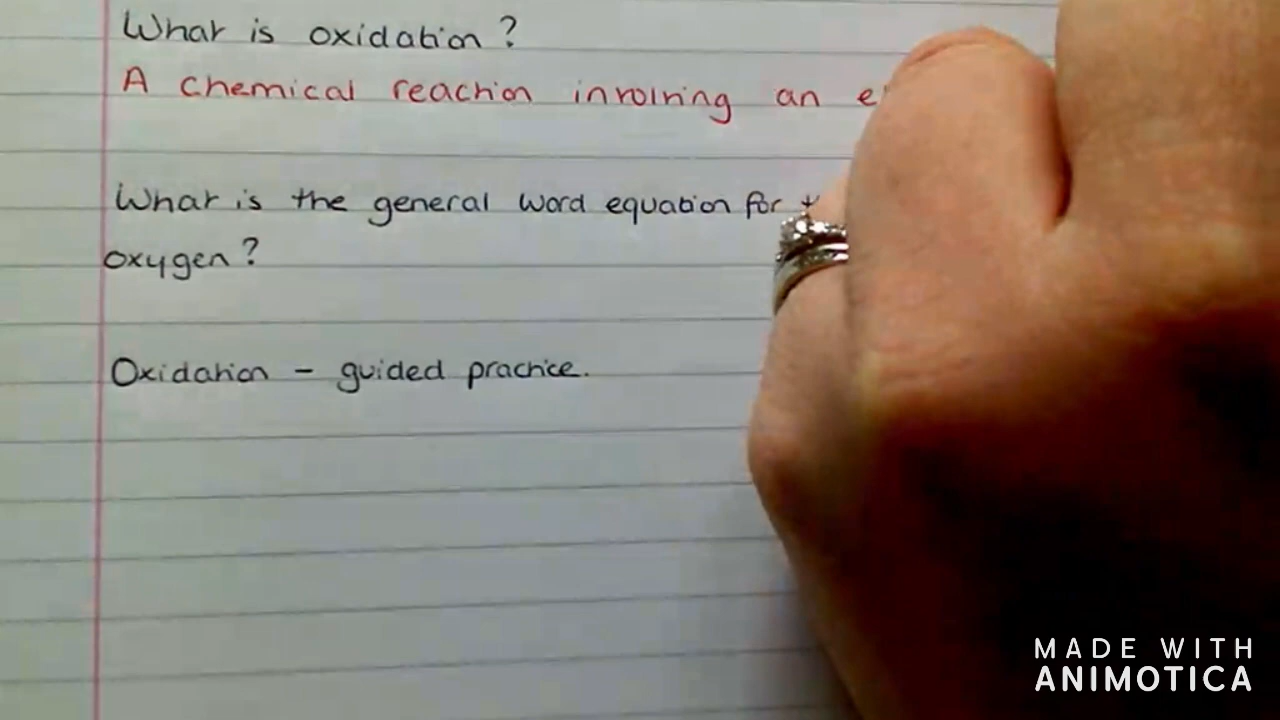 What is oxidation?
A chemical reaction involving an
What is the general word equation for
oxygen?
Oxidation - guided practice.
MADE WITH
ANIMOTICA